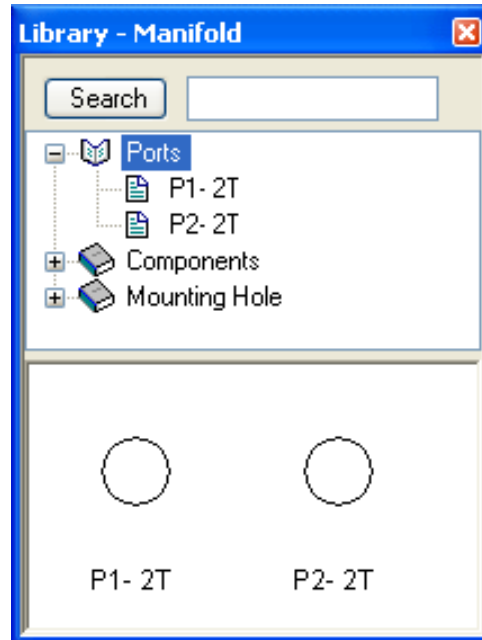 Library - Manifold
Search
Ports
P1- 2T
P2- 2T
Components
Mounting Hole
P1- 2T P2- 2T